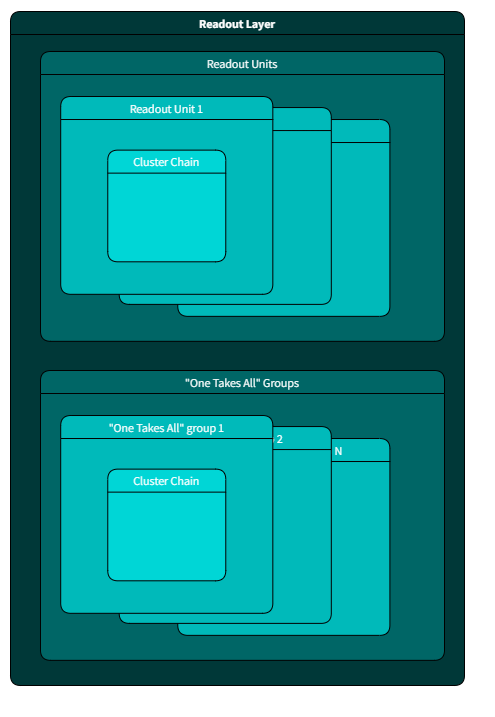 Readout Layer
Readout Units
Readout Unit 1
Cluster Chain
"One Takes All" Groups
"One Takes All" group 1
2
N
Cluster Chain